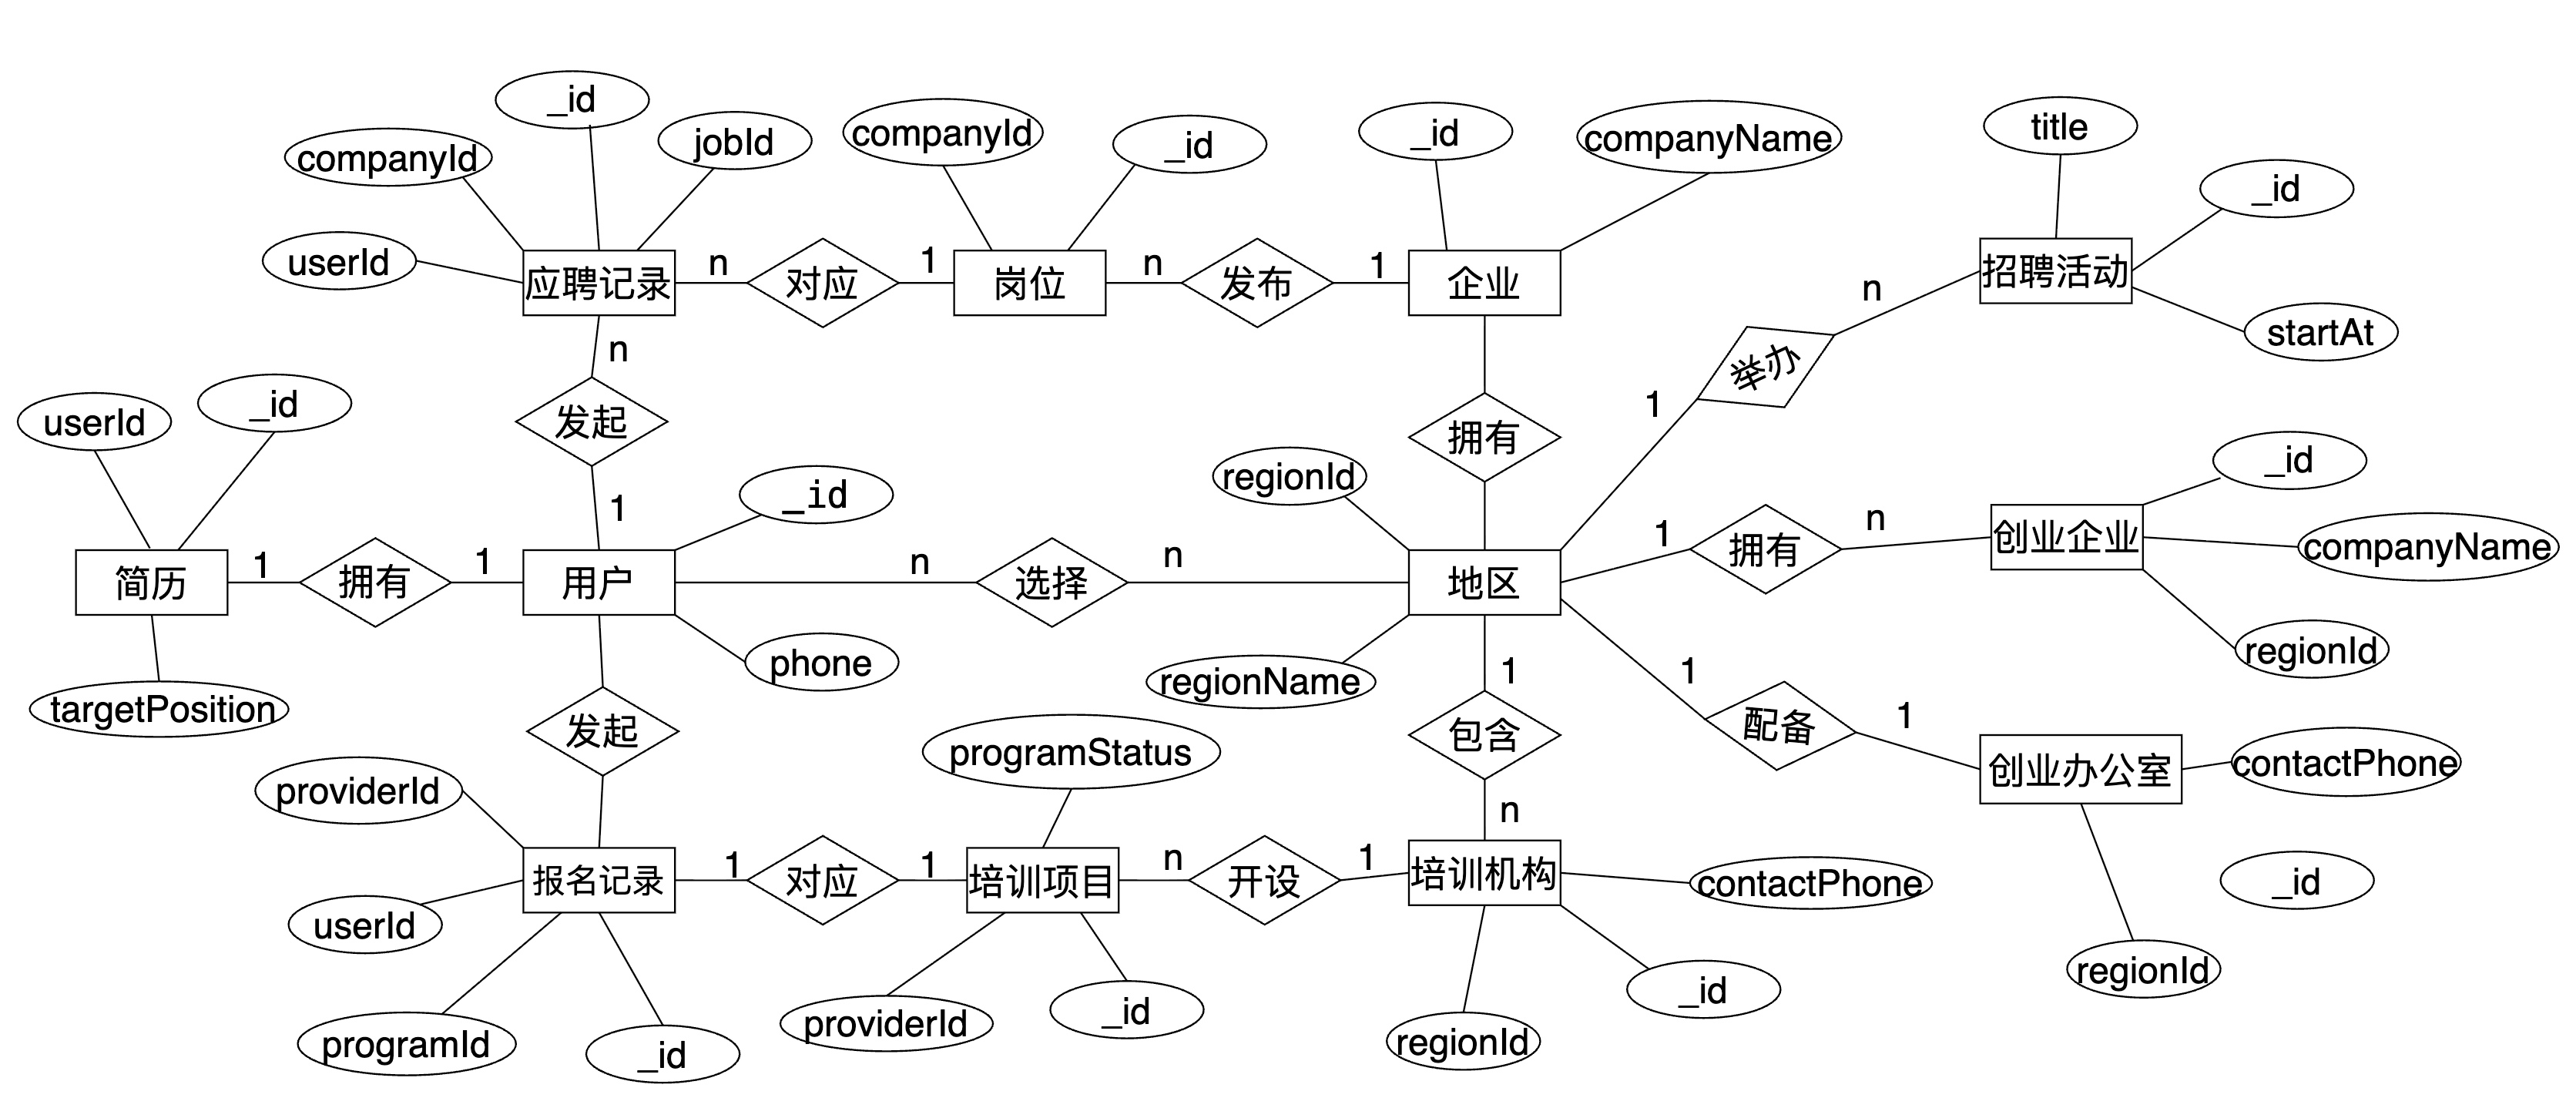 _id
companyId
jobId
companyId
_id
_id
companyName
title
_id
userId
应聘记录
n
对应
1
岗位
n
发布
1
企业
招聘活动
n
startAt
n
举办
1
userId
_id
发起
拥有
_id
regionId
_id
1
1
n
创业企业
companyName
简历
1
拥有
1
用户
n
选择
n
地区
拥有
phone
regionName
1
1
regionId
targetPosition
发起
programStatus
包含
配备
1
创业办公室
contactPhone
providerId
n
报名记录
1
对应
1
培训项目
n
开设
1
培训机构
contactPhone
_id
userId
programId
_id
providerId
_id
regionId
_id
regionId